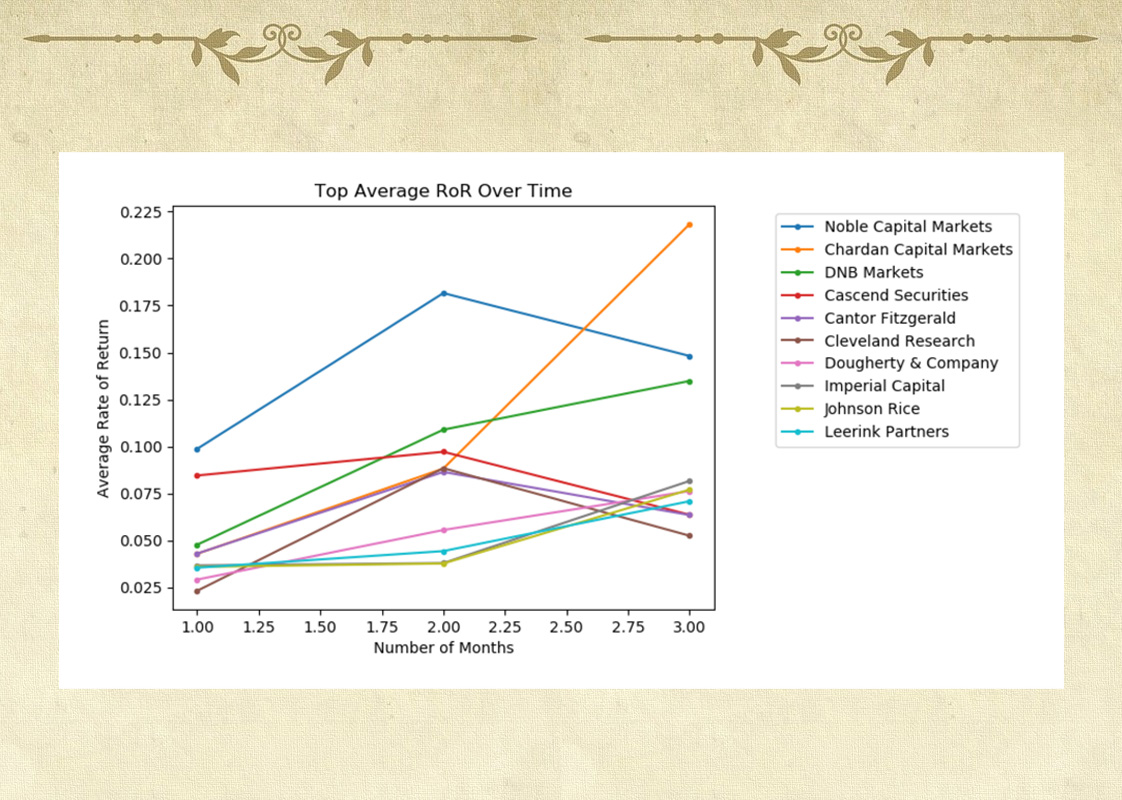 Top Average RoR Over Time
0.225
0.200
0.175
0.150
0.125
0.100
0.075
0.050
0.025
Average Rate of Return
1.00 1.25 1.50 1.75 2.00 2.25 2.50 2.75 3.00
Number of Months
Noble Capital Markets
Chardan Capital Markets
DNB Markets
Cascend Securities
Cantor Fitzgerald
Cleveland Research
Dougherty & Company
Imperial Capital
Johnson Rice
Leerink Partners